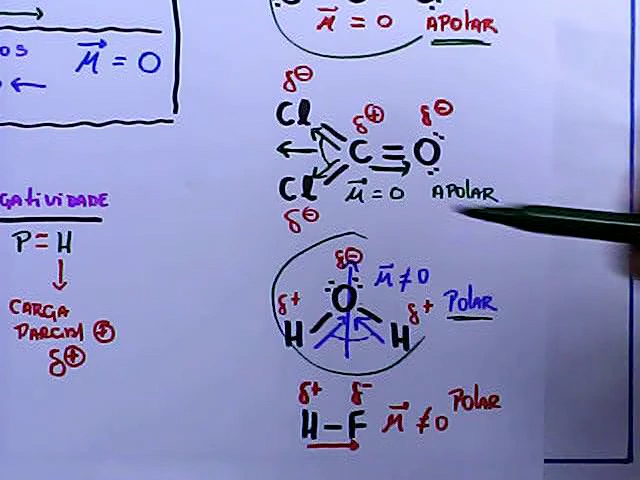 μ = 0 APOLAR
OS
μ = 0
δ⊖
Cl δ⊕ δ⊖
C O
Cl μ = 0 APOLAR
δ⊖
GATIVIDADE
P = H
CARGA
PARCIAL ⊕
δ⊕
δ⊖ μ ≠ 0
δ+ O δ+ POLAR
H H
δ+ δ-
H - F μ ≠ 0 POLAR